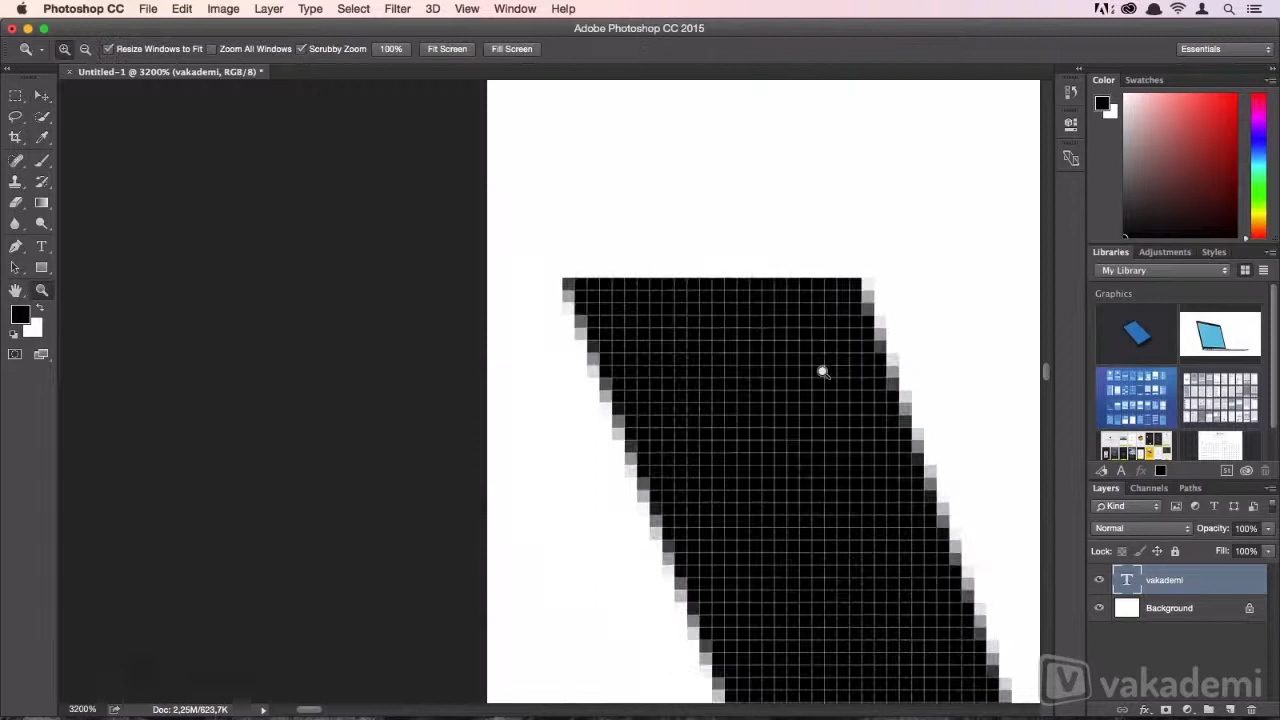 Photoshop CC File Edit Image Layer Type Select Filter 3D View Window Help
Adobe Photoshop CC 2015
Resize Windows to Fit Zoom All Windows Scrubby Zoom 100% Fit Screen Fill Screen Essentials
Untitled-1 @ 3200% (vakademi, RGB/8) *
Color Swatches
Libraries Adjustments Styles
My Library
Graphics
Layers Channels Paths
Kind
Normal Opacity: 100%
Lock: Fill: 100%
vakademi
Background
vakademi
3200% Doc: 2,25M/623,7K